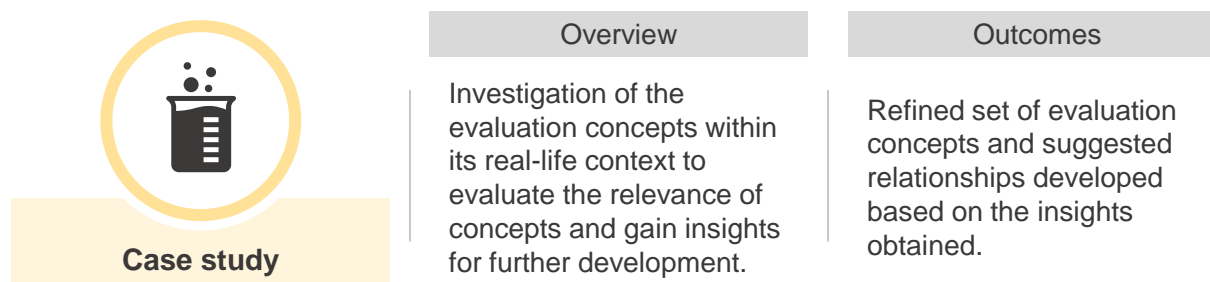 Case study
Overview
Investigation of the
evaluation concepts within
its real-life context to
evaluate the relevance of
concepts and gain insights
for further development.
Outcomes
Refined set of evaluation
concepts and suggested
relationships developed
based on the insights
obtained.